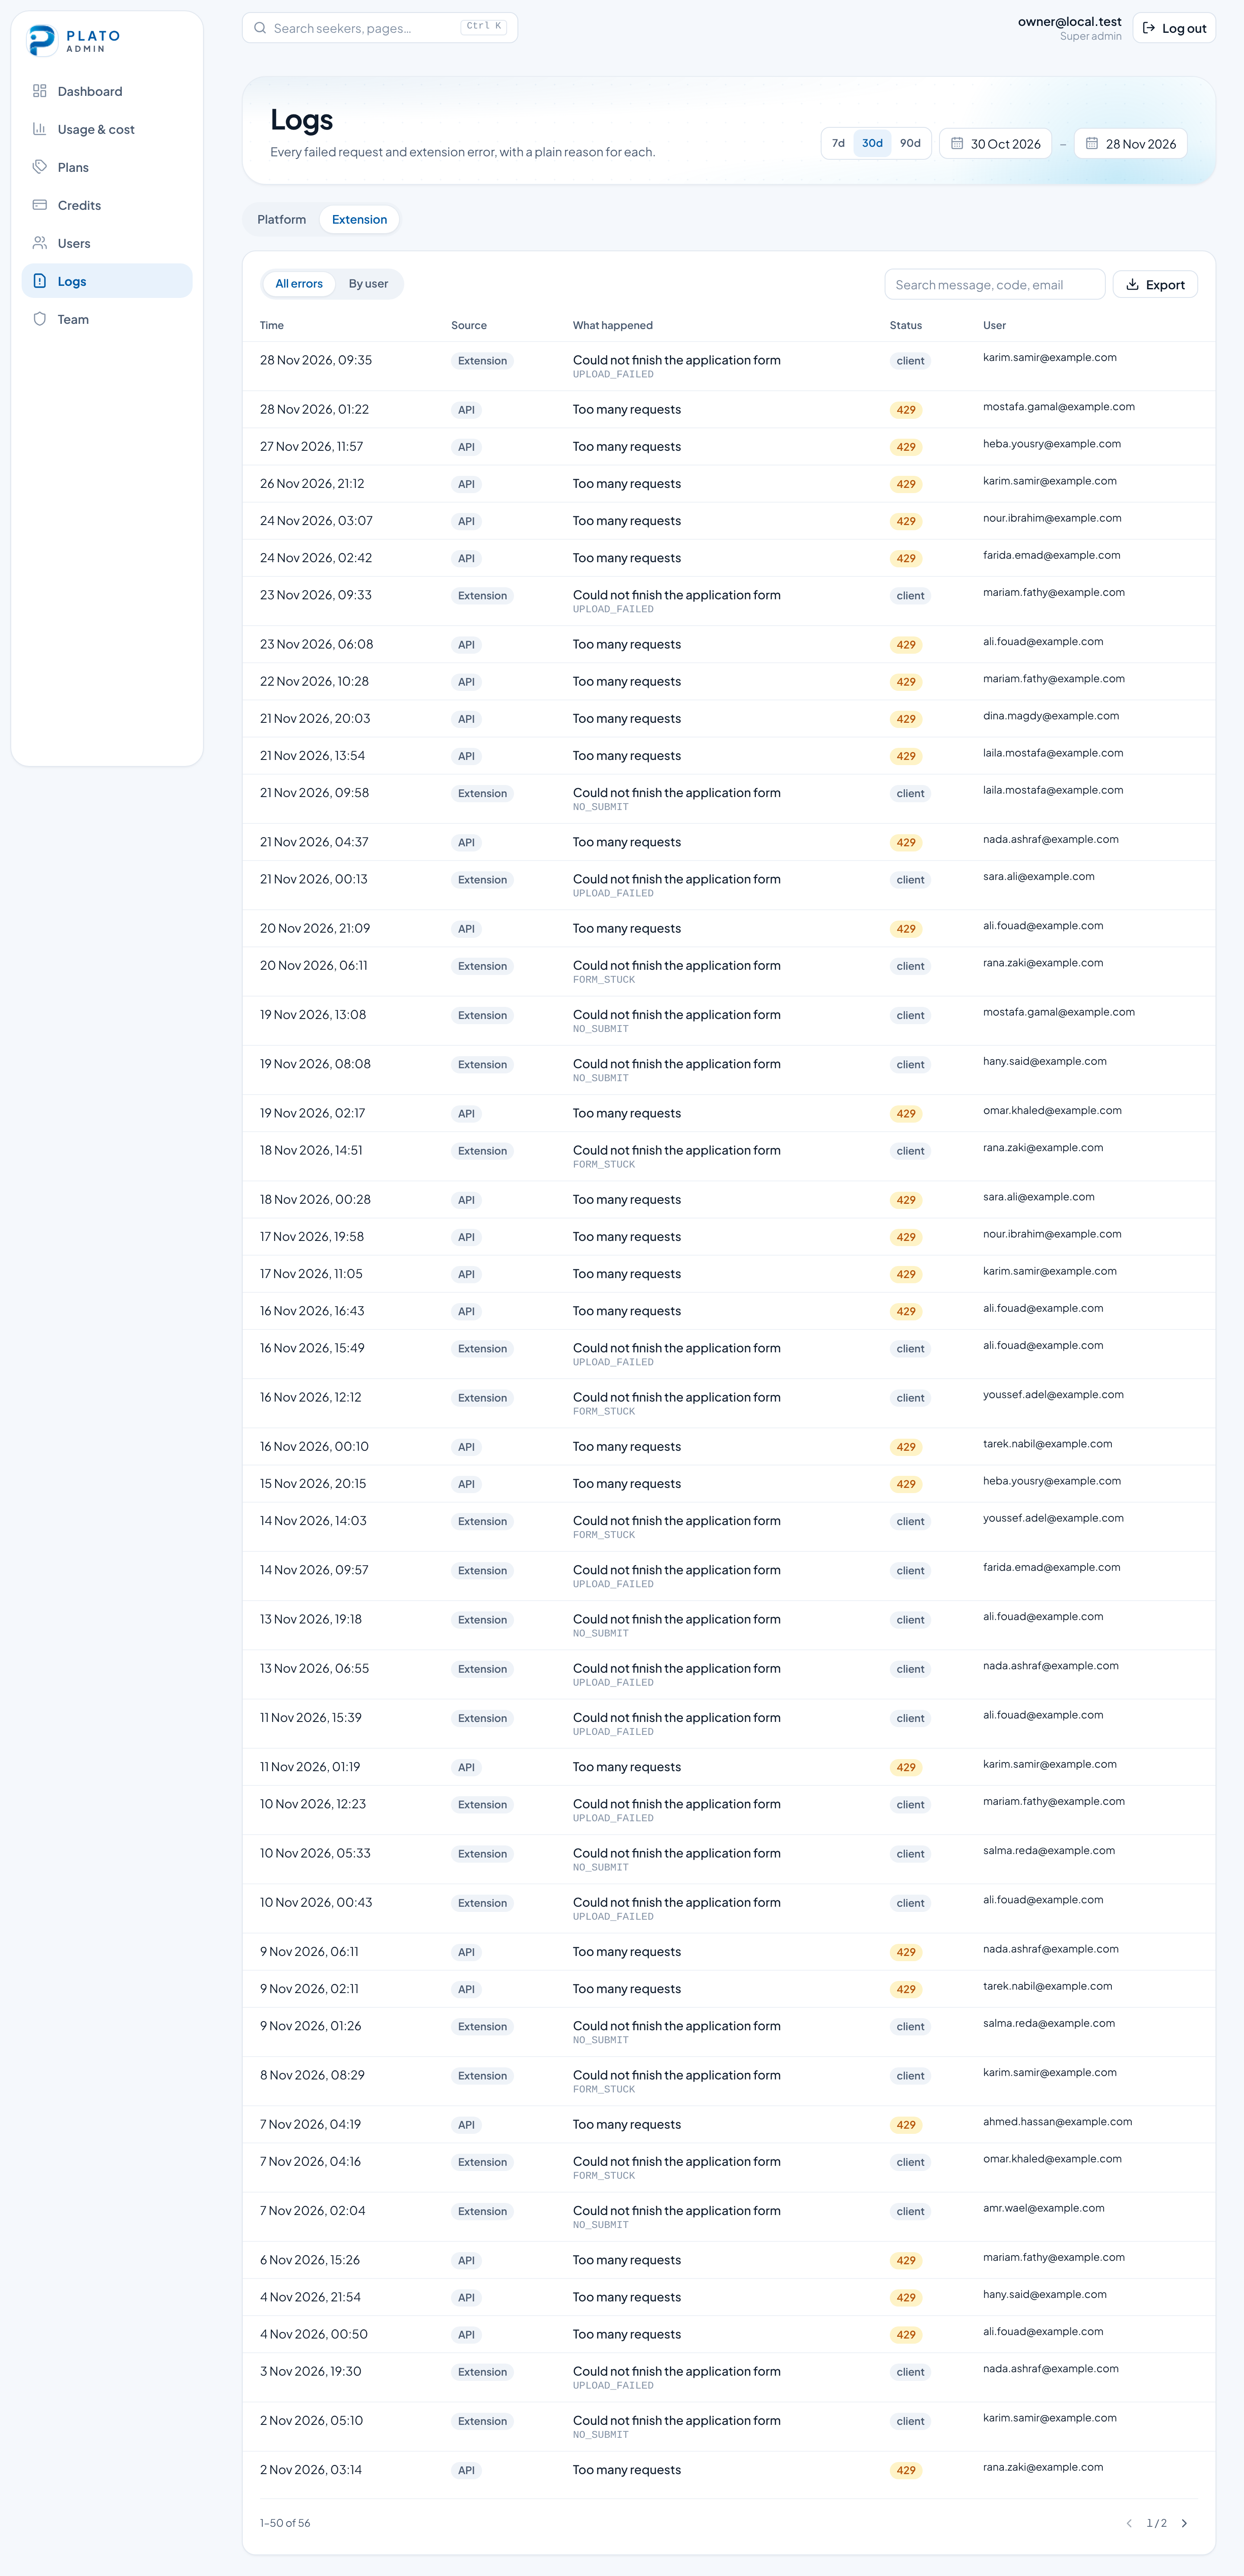 PLATO
ADMIN
Dashboard
Usage & cost
Plans
Credits
Users
Logs
Team
Search seekers, pages...
Ctrl K
owner@local.test
Super admin
Log out
Logs
Every failed request and extension error, with a plain reason for each.
7d 30d 90d 30 Oct 2026 – 28 Nov 2026
Platform Extension
All errors By user Search message, code, email Export
Time Source What happened Status User
28 Nov 2026, 09:35 Extension Could not finish the application form client karim.samir@example.com
UPLOAD_FAILED
28 Nov 2026, 01:22 API Too many requests 429 mostafa.gamal@example.com
27 Nov 2026, 11:57 API Too many requests 429 heba.yousry@example.com
26 Nov 2026, 21:12 API Too many requests 429 karim.samir@example.com
24 Nov 2026, 03:07 API Too many requests 429 nour.ibrahim@example.com
24 Nov 2026, 02:42 API Too many requests 429 farida.emad@example.com
23 Nov 2026, 09:33 Extension Could not finish the application form client mariam.fathy@example.com
UPLOAD_FAILED
23 Nov 2026, 06:08 API Too many requests 429 ali.fouad@example.com
22 Nov 2026, 10:28 API Too many requests 429 mariam.fathy@example.com
21 Nov 2026, 20:03 API Too many requests 429 dina.magdy@example.com
21 Nov 2026, 13:54 API Too many requests 429 laila.mostafa@example.com
21 Nov 2026, 09:58 Extension Could not finish the application form client laila.mostafa@example.com
NO_SUBMIT
21 Nov 2026, 04:37 API Too many requests 429 nada.ashraf@example.com
21 Nov 2026, 00:13 Extension Could not finish the application form client sara.ali@example.com
UPLOAD_FAILED
20 Nov 2026, 21:09 API Too many requests 429 ali.fouad@example.com
20 Nov 2026, 06:11 Extension Could not finish the application form client rana.zaki@example.com
FORM_STUCK
19 Nov 2026, 13:08 Extension Could not finish the application form client mostafa.gamal@example.com
NO_SUBMIT
19 Nov 2026, 08:08 Extension Could not finish the application form client hany.said@example.com
NO_SUBMIT
19 Nov 2026, 02:17 API Too many requests 429 omar.khaled@example.com
18 Nov 2026, 14:51 Extension Could not finish the application form client rana.zaki@example.com
FORM_STUCK
18 Nov 2026, 00:28 API Too many requests 429 sara.ali@example.com
17 Nov 2026, 19:58 API Too many requests 429 nour.ibrahim@example.com
17 Nov 2026, 11:05 API Too many requests 429 karim.samir@example.com
16 Nov 2026, 16:43 API Too many requests 429 ali.fouad@example.com
16 Nov 2026, 15:49 Extension Could not finish the application form client ali.fouad@example.com
UPLOAD_FAILED
16 Nov 2026, 12:12 Extension Could not finish the application form client youssef.adel@example.com
FORM_STUCK
16 Nov 2026, 00:10 API Too many requests 429 tarek.nabil@example.com
15 Nov 2026, 20:15 API Too many requests 429 heba.yousry@example.com
14 Nov 2026, 14:03 Extension Could not finish the application form client youssef.adel@example.com
FORM_STUCK
14 Nov 2026, 09:57 Extension Could not finish the application form client farida.emad@example.com
UPLOAD_FAILED
13 Nov 2026, 19:18 Extension Could not finish the application form client ali.fouad@example.com
NO_SUBMIT
13 Nov 2026, 06:55 Extension Could not finish the application form client nada.ashraf@example.com
UPLOAD_FAILED
11 Nov 2026, 15:39 Extension Could not finish the application form client ali.fouad@example.com
UPLOAD_FAILED
11 Nov 2026, 01:19 API Too many requests 429 karim.samir@example.com
10 Nov 2026, 12:23 Extension Could not finish the application form client mariam.fathy@example.com
UPLOAD_FAILED
10 Nov 2026, 05:33 Extension Could not finish the application form client salma.reda@example.com
NO_SUBMIT
10 Nov 2026, 00:43 Extension Could not finish the application form client ali.fouad@example.com
UPLOAD_FAILED
9 Nov 2026, 06:11 API Too many requests 429 nada.ashraf@example.com
9 Nov 2026, 02:11 API Too many requests 429 tarek.nabil@example.com
9 Nov 2026, 01:26 Extension Could not finish the application form client salma.reda@example.com
NO_SUBMIT
8 Nov 2026, 08:29 Extension Could not finish the application form client karim.samir@example.com
FORM_STUCK
7 Nov 2026, 04:19 API Too many requests 429 ahmed.hassan@example.com
7 Nov 2026, 04:16 Extension Could not finish the application form client omar.khaled@example.com
FORM_STUCK
7 Nov 2026, 02:04 Extension Could not finish the application form client amr.wael@example.com
NO_SUBMIT
6 Nov 2026, 15:26 API Too many requests 429 mariam.fathy@example.com
4 Nov 2026, 21:54 API Too many requests 429 hany.said@example.com
4 Nov 2026, 00:50 API Too many requests 429 ali.fouad@example.com
3 Nov 2026, 19:30 Extension Could not finish the application form client nada.ashraf@example.com
UPLOAD_FAILED
2 Nov 2026, 05:10 Extension Could not finish the application form client karim.samir@example.com
NO_SUBMIT
2 Nov 2026, 03:14 API Too many requests 429 rana.zaki@example.com
1–50 of 56
1 / 2